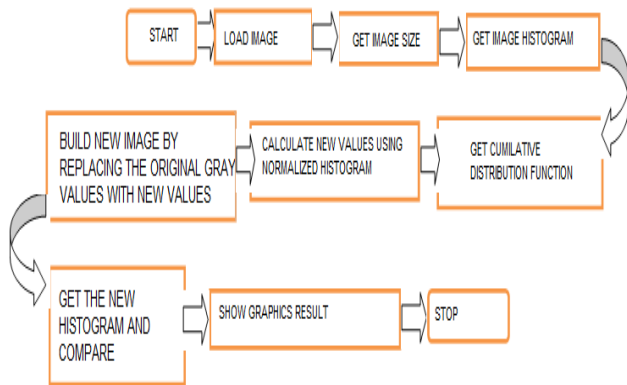 START
LOAD IMAGE
GET IMAGE SIZE
GET IMAGE HISTOGRAM
GET CUMILATIVE
DISTRIBUTION FUNCTION
CALCULATE NEW VALUES USING
NORMALIZED HISTOGRAM
BUILD NEW IMAGE BY
REPLACING THE ORIGINAL GRAY
VALUES WITH NEW VALUES
GET THE NEW
HISTOGRAM AND
COMPARE
SHOW GRAPHICS RESULT
STOP